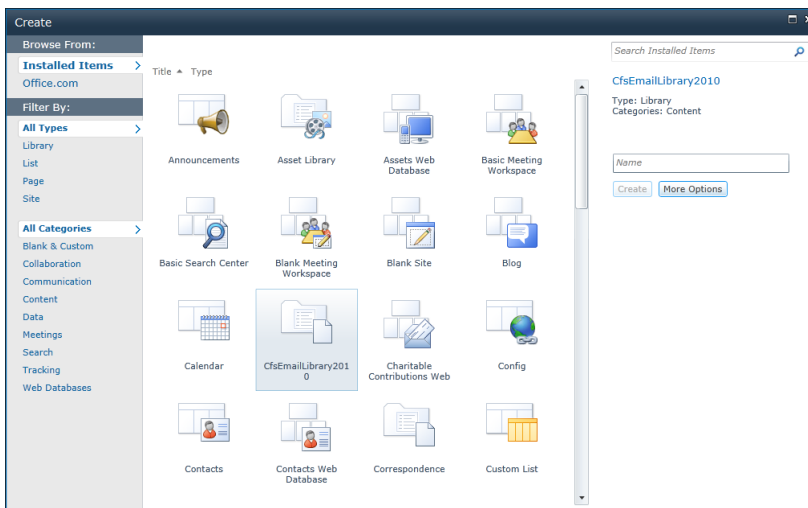 Create
Browse From:
Installed Items
Office.com
Filter By:
All Types
Library
List
Page
Site
All Categories
Blank & Custom
Collaboration
Communication
Content
Data
Meetings
Search
Tracking
Web Databases
Title Type
Announcements
Asset Library
Assets Web
Database
Basic Meeting
Workspace
Basic Search Center
Blank Meeting
Workspace
Blank Site
Blog
Calendar
CfsEmailLibrary201
0
Charitable
Contributions Web
Config
Contacts
Contacts Web
Database
Correspondence
Custom List
Search Installed Items
CfsEmailLibrary2010
Type: Library
Categories: Content
Name
Create More Options